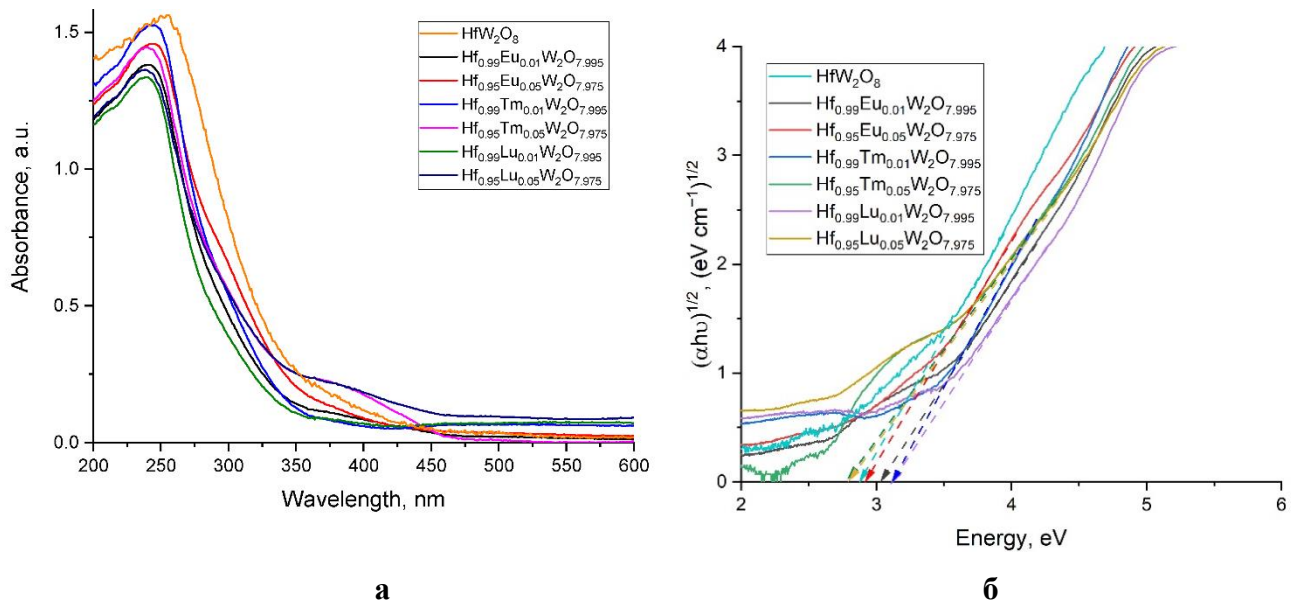 1.5
1.0
0.5
0.0
Absorbance, a.u.
200 250 300 350 400 450 500 550 600
Wavelength, nm
HfW₂O₈
Hf₀.₉₉Eu₀.₀₁W₂O₇.₉₉₅
Hf₀.₉₅Eu₀.₀₅W₂O₇.₉₇₅
Hf₀.₉₉Tm₀.₀₁W₂O₇.₉₉₅
Hf₀.₉₅Tm₀.₀₅W₂O₇.₉₇₅
Hf₀.₉₉Lu₀.₀₁W₂O₇.₉₉₅
Hf₀.₉₅Lu₀.₀₅W₂O₇.₉₇₅
а
4
3
2
1
0
(αhυ)¹ᐟ², (eV cm⁻¹)¹ᐟ²
2 3 4 5 6
Energy, eV
HfW₂O₈
Hf₀.₉₉Eu₀.₀₁W₂O₇.₉₉₅
Hf₀.₉₅Eu₀.₀₅W₂O₇.₉₇₅
Hf₀.₉₉Tm₀.₀₁W₂O₇.₉₉₅
Hf₀.₉₅Tm₀.₀₅W₂O₇.₉₇₅
Hf₀.₉₉Lu₀.₀₁W₂O₇.₉₉₅
Hf₀.₉₅Lu₀.₀₅W₂O₇.₉₇₅
б